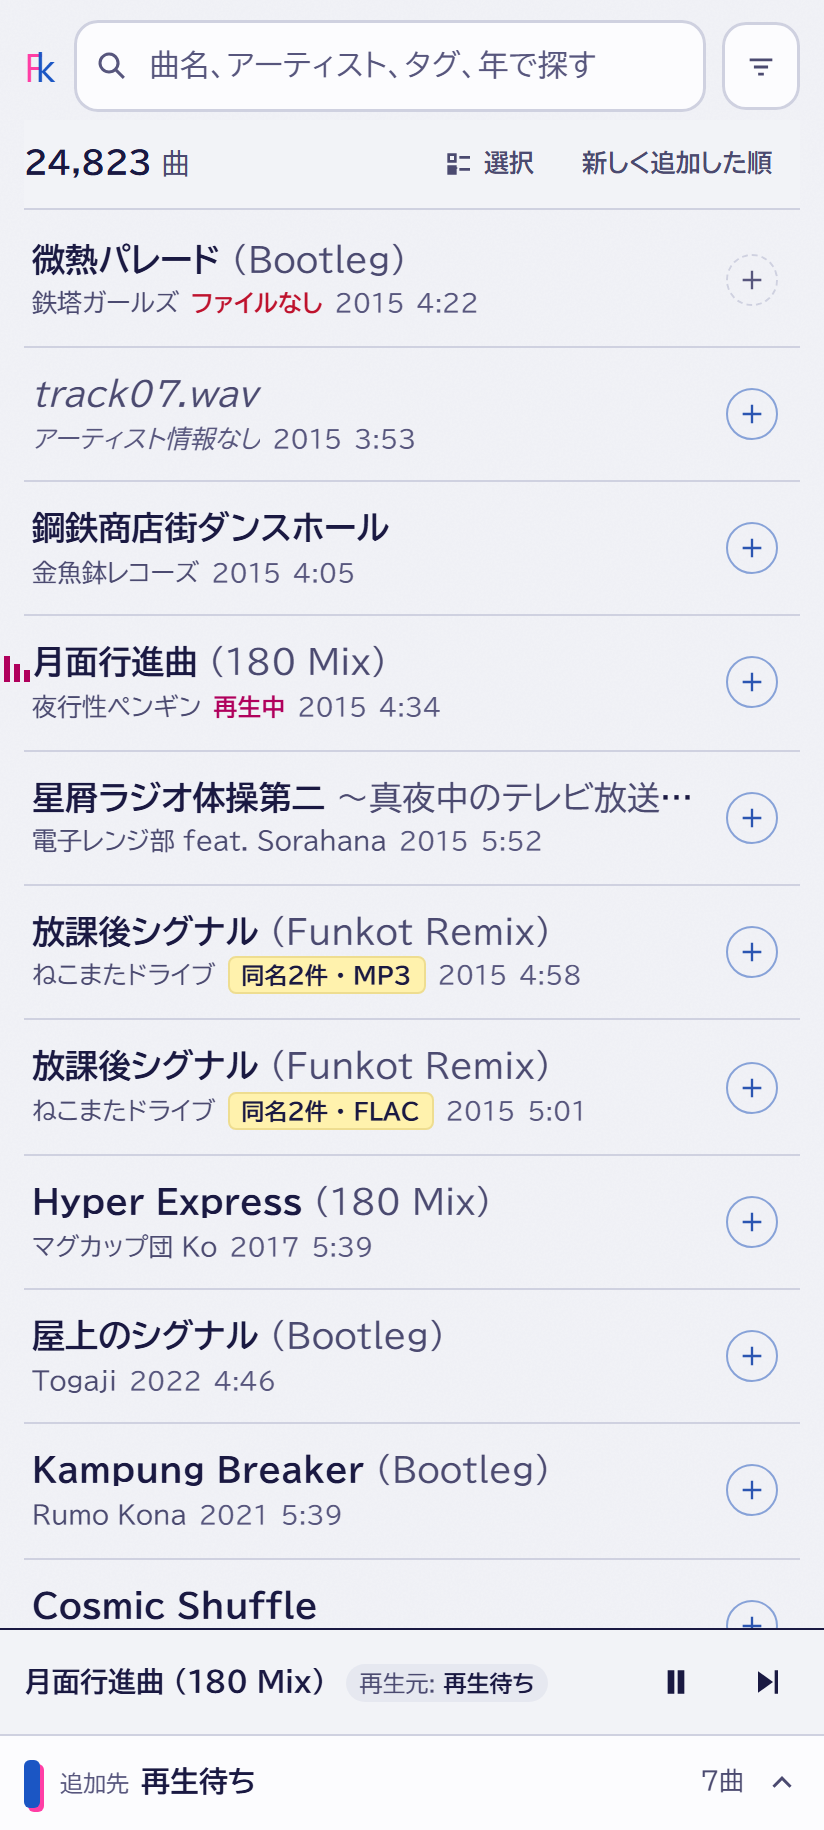 Fk
曲名、アーティスト、タグ、年で探す
24,823 曲
選択
新しく追加した順
微熱パレード (Bootleg)
鉄塔ガールズ ファイルなし 2015 4:22
track07.wav
アーティスト情報なし 2015 3:53
鋼鉄商店街ダンスホール
金魚鉢レコーズ 2015 4:05
月面行進曲 (180 Mix)
夜行性ペンギン 再生中 2015 4:34
星屑ラジオ体操第二 ～真夜中のテレビ放送…
電子レンジ部 feat. Sorahana 2015 5:52
放課後シグナル (Funkot Remix)
ねこまたドライブ 同名2件・MP3 2015 4:58
放課後シグナル (Funkot Remix)
ねこまたドライブ 同名2件・FLAC 2015 5:01
Hyper Express (180 Mix)
マグカップ団 Ko 2017 5:39
屋上のシグナル (Bootleg)
Togaji 2022 4:46
Kampung Breaker (Bootleg)
Rumo Kona 2021 5:39
Cosmic Shuffle
月面行進曲 (180 Mix) 再生元: 再生待ち
追加先 再生待ち
7曲